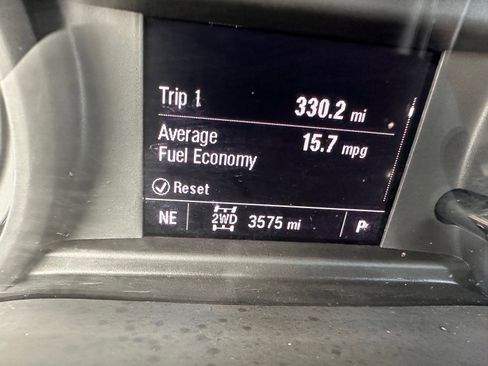 Trip 1 330.2 mi
Average 15.7 mpg
Fuel Economy
Reset
NE 2WD 3575 mi P